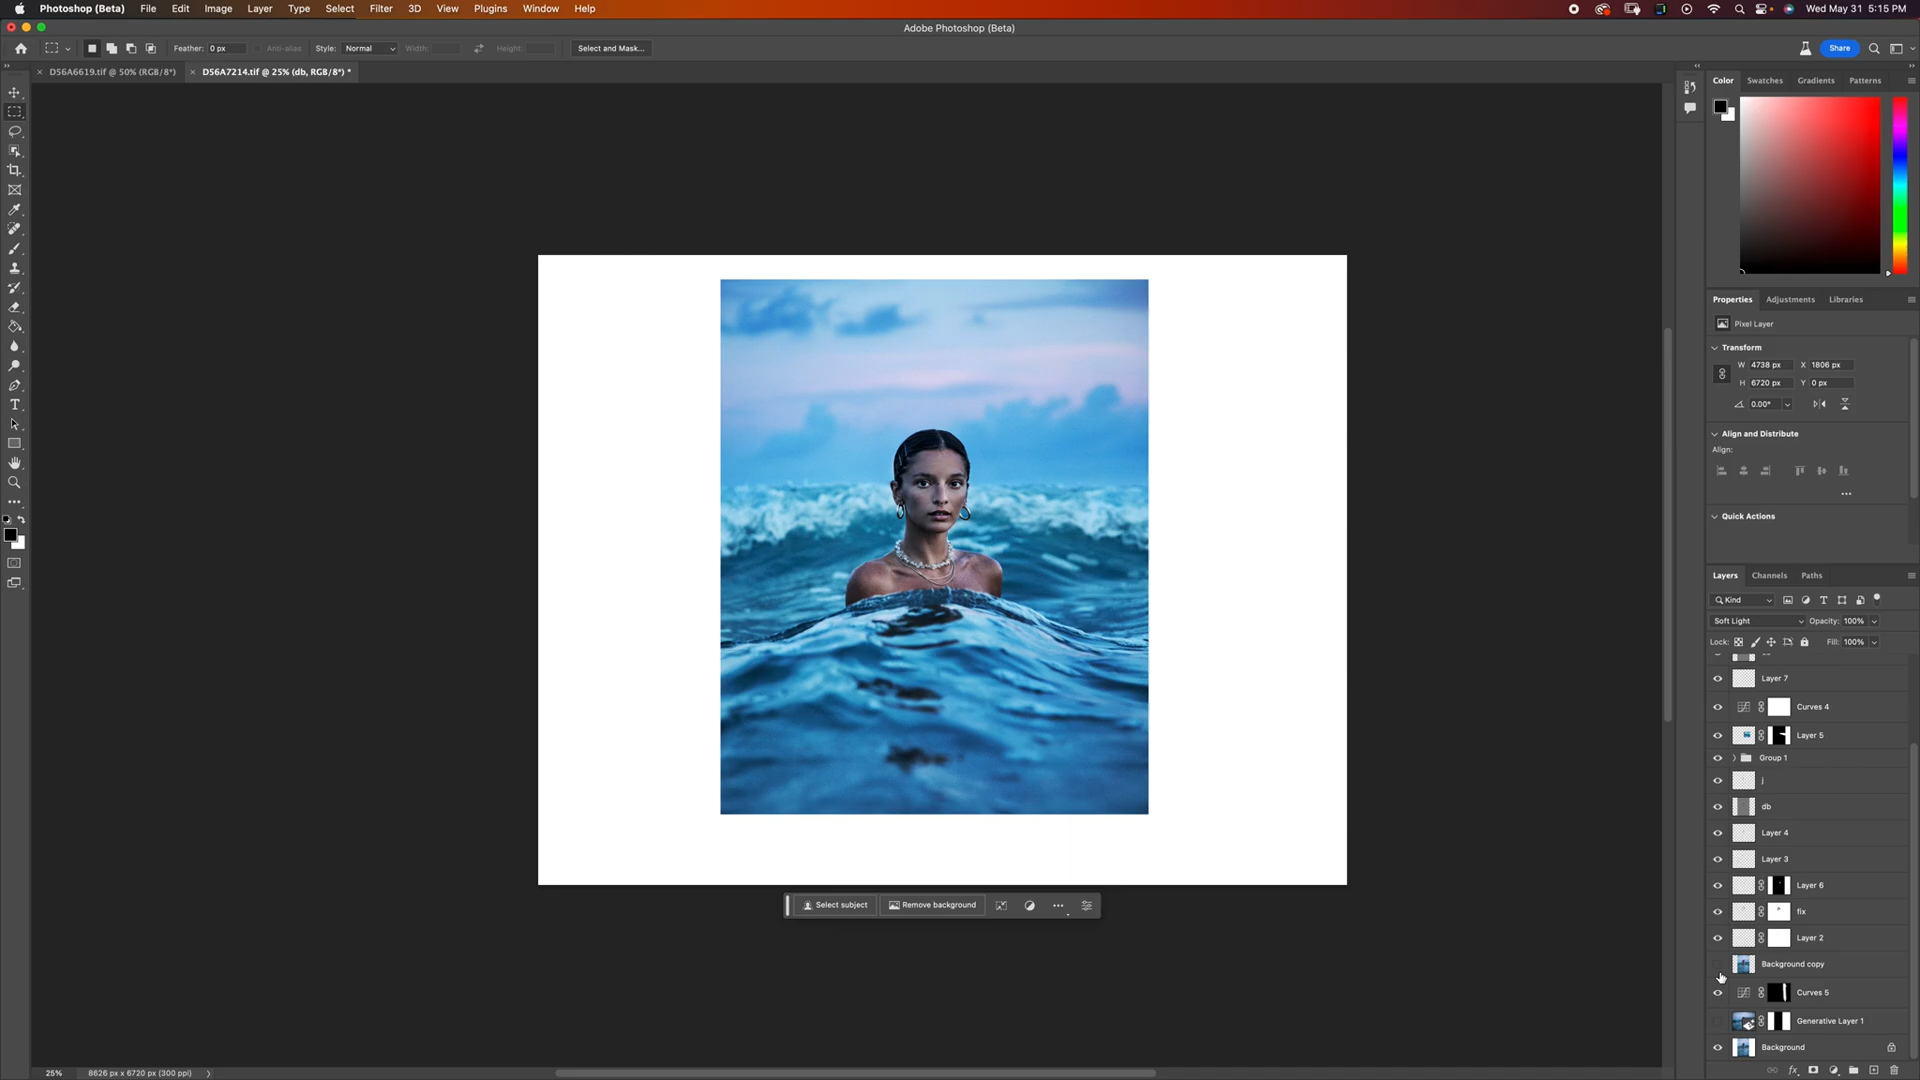 Photoshop (Beta) File Edit Image Layer Type Select Filter 3D View Plugins Window Help Wed May 31 5:15 PM
Adobe Photoshop (Beta)
Feather: 0 px Anti-alias Style: Normal Width: Height: Select and Mask... Share
× D56A6619.tif @ 50% (RGB/8*) × D56A7214.tif @ 25% (db, RGB/8*) *
Color Swatches Gradients Patterns
Properties Adjustments Libraries
Pixel Layer
Transform
W 4738 px X 1806 px
H 6720 px Y 0 px
0.00°
Align and Distribute
Align:
Quick Actions
Layers Channels Paths
Kind
Soft Light Opacity: 100%
Lock: Fill: 100%
Layer 7
Curves 4
Layer 5
Group 1
j
db
Layer 4
Layer 3
Layer 6
fix
Layer 2
Background copy
Curves 5
Generative Layer 1
Background
Select subject Remove background
25% 8626 px x 6720 px (300 ppi)